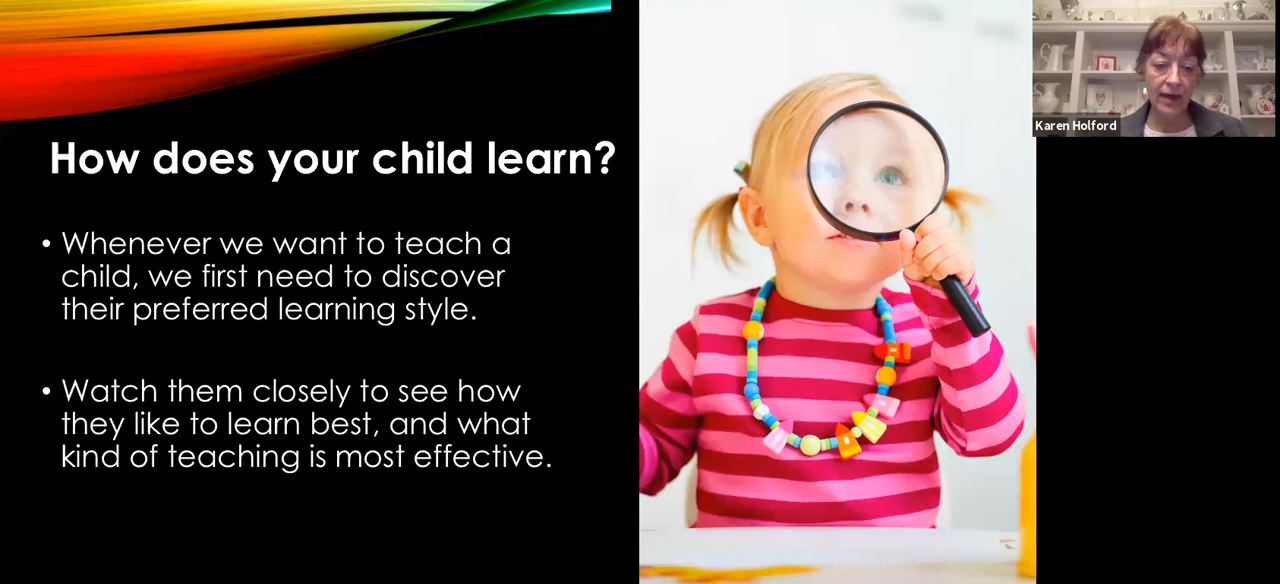 How does your child learn?
• Whenever we want to teach a
child, we first need to discover
their preferred learning style.
• Watch them closely to see how
they like to learn best, and what
kind of teaching is most effective.
Karen Holford